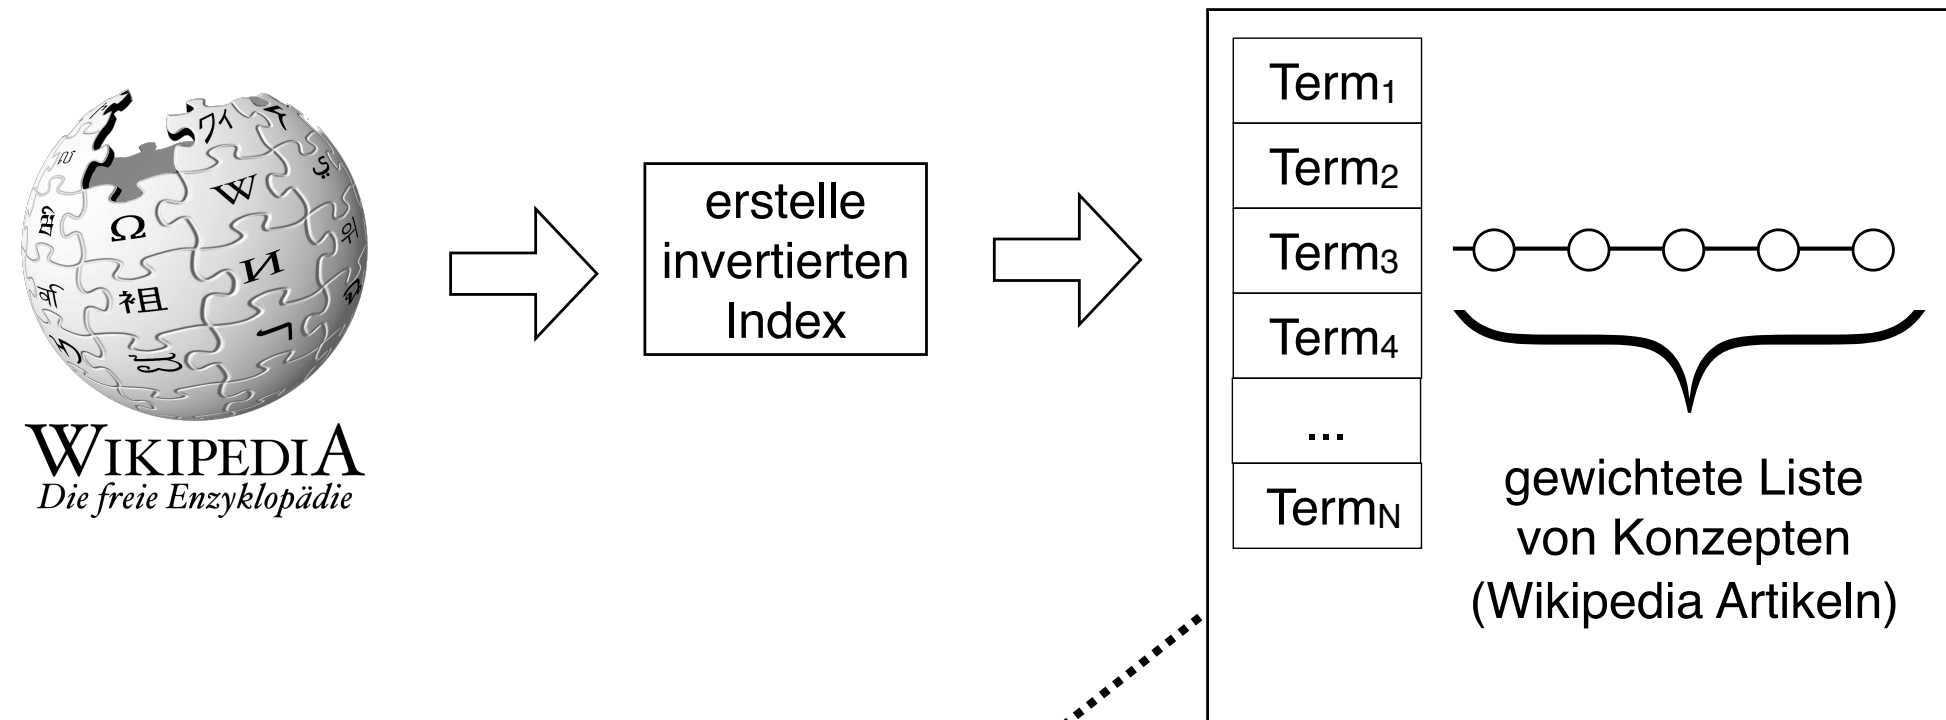 WIKIPEDIA
Die freie Enzyklopädie
erstelle
invertierten
Index
Term1
Term2
Term3
Term4
...
TermN
gewichtete Liste
von Konzepten
(Wikipedia Artikeln)